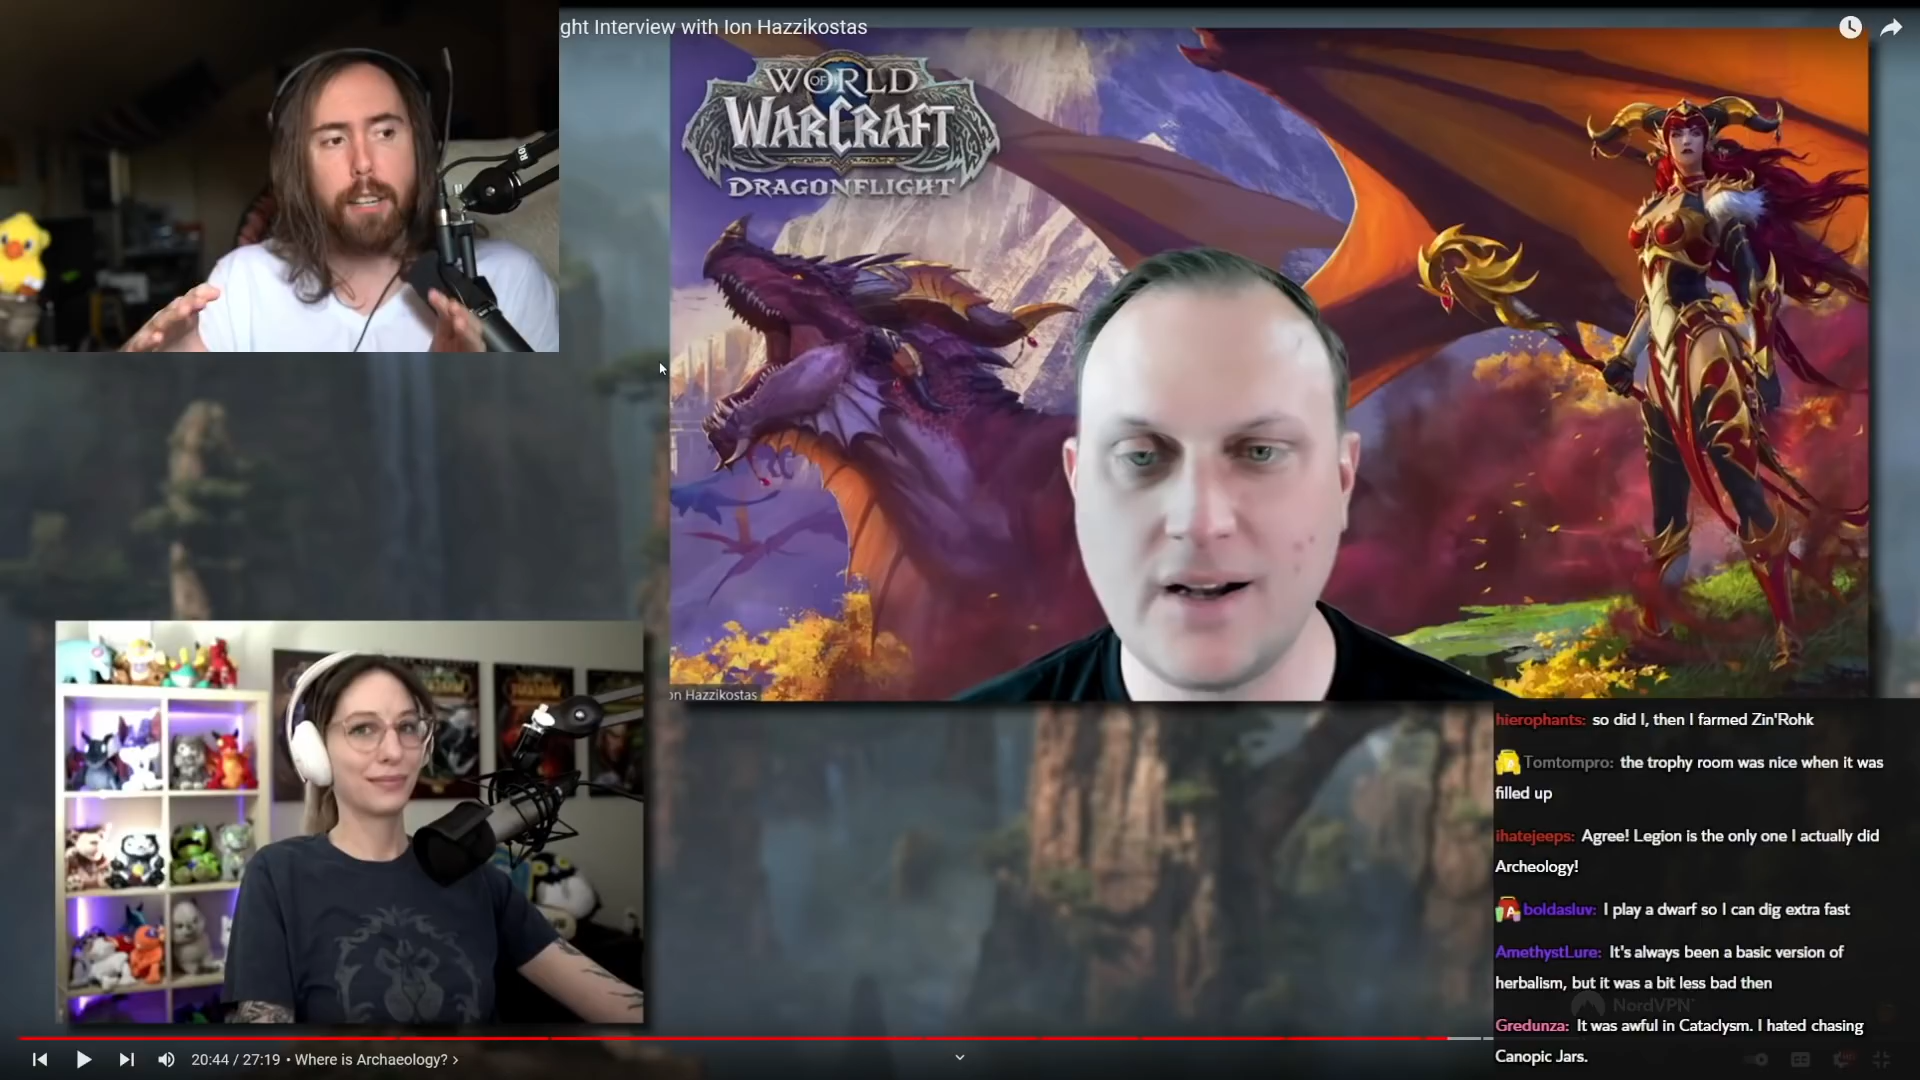 ght Interview with Ion Hazzikostas
WORLD
OF
WARCRAFT
DRAGONFLIGHT
on Hazzikostas
hierophants: so did I, then I farmed Zin'Rohk
Tomtompro: the trophy room was nice when it was
filled up
ihatejeeps: Agree! Legion is the only one I actually did
Archeology!
boldasluv: I play a dwarf so I can dig extra fast
AmethystLure: It's always been a basic version of
herbalism, but it was a bit less bad then
NordVPN
Gredunza: It was awful in Cataclysm. I hated chasing
Canopic Jars.
20:44 / 27:19 • Where is Archaeology? ›